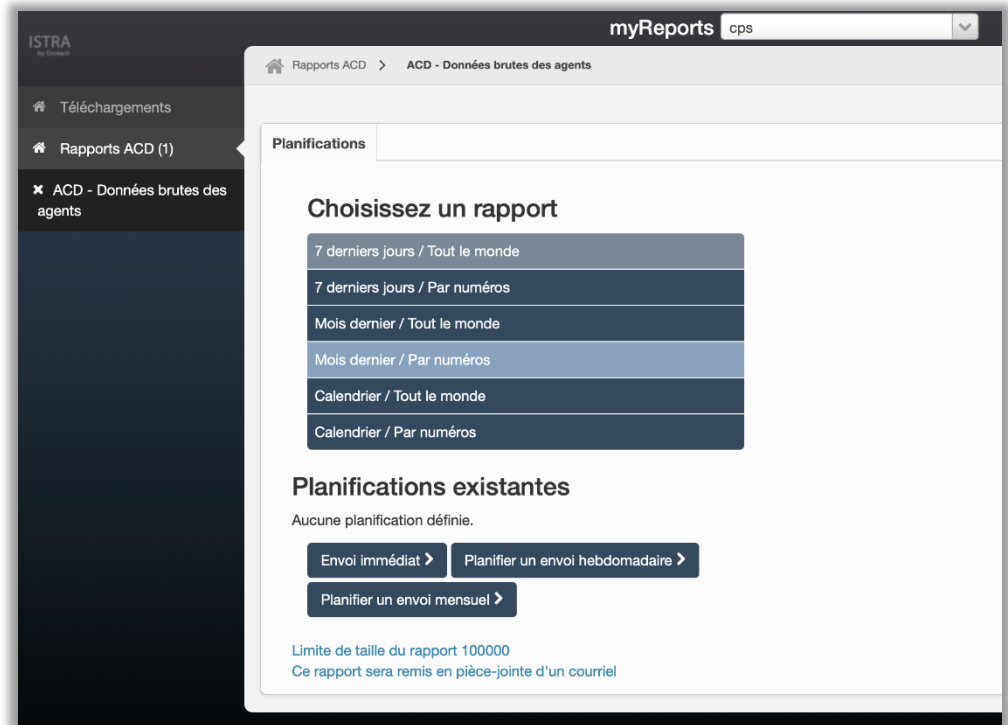 myReports cps
ISTRA
by Enreach
Rapports ACD > ACD - Données brutes des agents
Téléchargements
Rapports ACD (1)
ACD - Données brutes des
agents
Planifications
Choisissez un rapport
7 derniers jours / Tout le monde
7 derniers jours / Par numéros
Mois dernier / Tout le monde
Mois dernier / Par numéros
Calendrier / Tout le monde
Calendrier / Par numéros
Planifications existantes
Aucune planification définie.
Envoi immédiat Planifier un envoi hebdomadaire
Planifier un envoi mensuel
Limite de taille du rapport 100000
Ce rapport sera remis en pièce-jointe d'un courriel